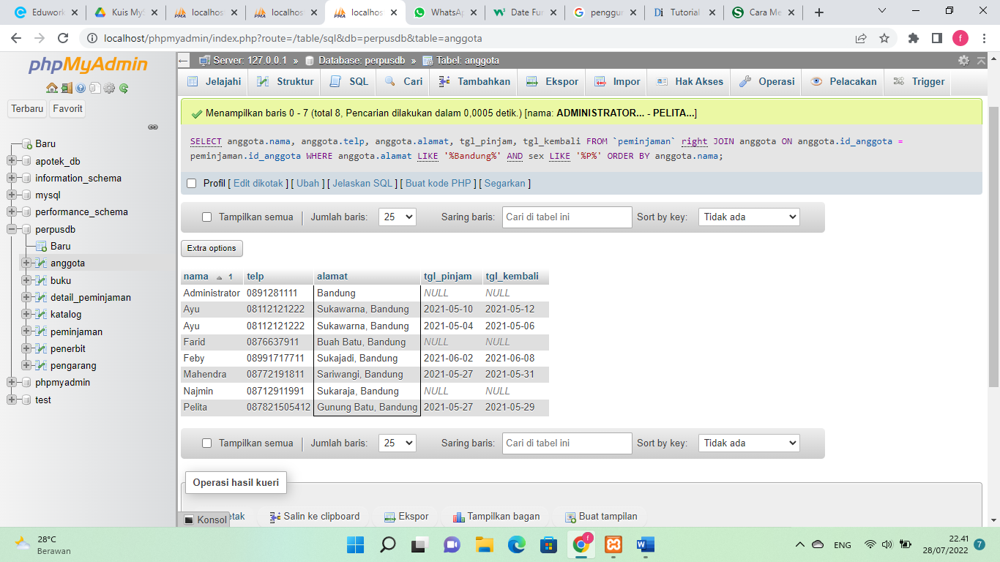 Eduwork
Kuis MyS
localhos
localhos
localhos
WhatsAp
Date Fun
penggun
Tutorial
Cara Me
localhost/phpmyadmin/index.php?route=/table/sql&db=perpusdb&table=anggota
f
phpMyAdmin
Terbaru Favorit
Baru
apotek_db
information_schema
mysql
performance_schema
perpusdb
Baru
anggota
buku
detail_peminjaman
katalog
peminjaman
penerbit
pengarang
phpmyadmin
test
Server: 127.0.0.1 » Database: perpusdb » Tabel: anggota
Jelajahi Struktur SQL Cari Tambahkan Ekspor Impor Hak Akses Operasi Pelacakan Trigger
Menampilkan baris 0 - 7 (total 8, Pencarian dilakukan dalam 0,0005 detik.) [nama: ADMINISTRATOR... - PELITA...]
SELECT anggota.nama, anggota.telp, anggota.alamat, tgl_pinjam, tgl_kembali FROM `peminjaman` right JOIN anggota ON anggota.id_anggota =
peminjaman.id_anggota WHERE anggota.alamat LIKE '%Bandung%' AND sex LIKE '%P%' ORDER BY anggota.nama;
Profil [ Edit dikotak ] [ Ubah ] [ Jelaskan SQL ] [ Buat kode PHP ] [ Segarkan ]
Tampilkan semua Jumlah baris: 25 Saring baris: Cari di tabel ini Sort by key: Tidak ada
Extra options
nama 1 telp alamat tgl_pinjam tgl_kembali
Administrator 0891281111 Bandung NULL NULL
Ayu 08112121222 Sukawarna, Bandung 2021-05-10 2021-05-12
Ayu 08112121222 Sukawarna, Bandung 2021-05-04 2021-05-06
Farid 0876637911 Buah Batu, Bandung NULL NULL
Feby 08991717711 Sukajadi, Bandung 2021-06-02 2021-06-08
Mahendra 08772191811 Sariwangi, Bandung 2021-05-27 2021-05-31
Najmin 08712911991 Sukaraja, Bandung NULL NULL
Pelita 087821505412 Gunung Batu, Bandung 2021-05-27 2021-05-29
Tampilkan semua Jumlah baris: 25 Saring baris: Cari di tabel ini Sort by key: Tidak ada
Operasi hasil kueri
Konsol etak Salin ke clipboard Ekspor Tampilkan bagan Buat tampilan
28°C
Berawan
ENG
22.41
28/07/2022
7